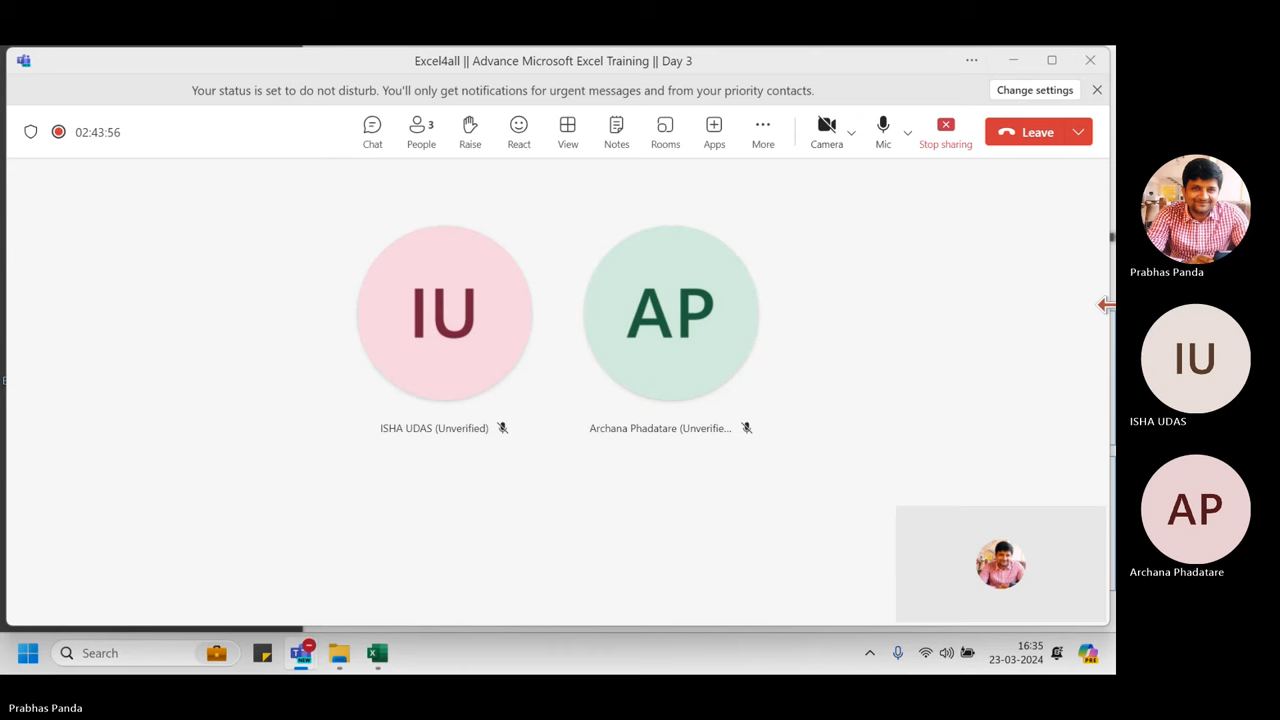 Excel4all || Advance Microsoft Excel Training || Day 3
Your status is set to do not disturb. You'll only get notifications for urgent messages and from your priority contacts.
Change settings
02:43:56
Chat
3
People
Raise
React
View
Notes
Rooms
Apps
More
Camera
Mic
Stop sharing
Leave
IU
AP
ISHA UDAS (Unverified)
Archana Phadatare (Unverifie...
Prabhas Panda
IU
ISHA UDAS
AP
Archana Phadatare
Search
NEW
16:35
23-03-2024
PRE
Prabhas Panda